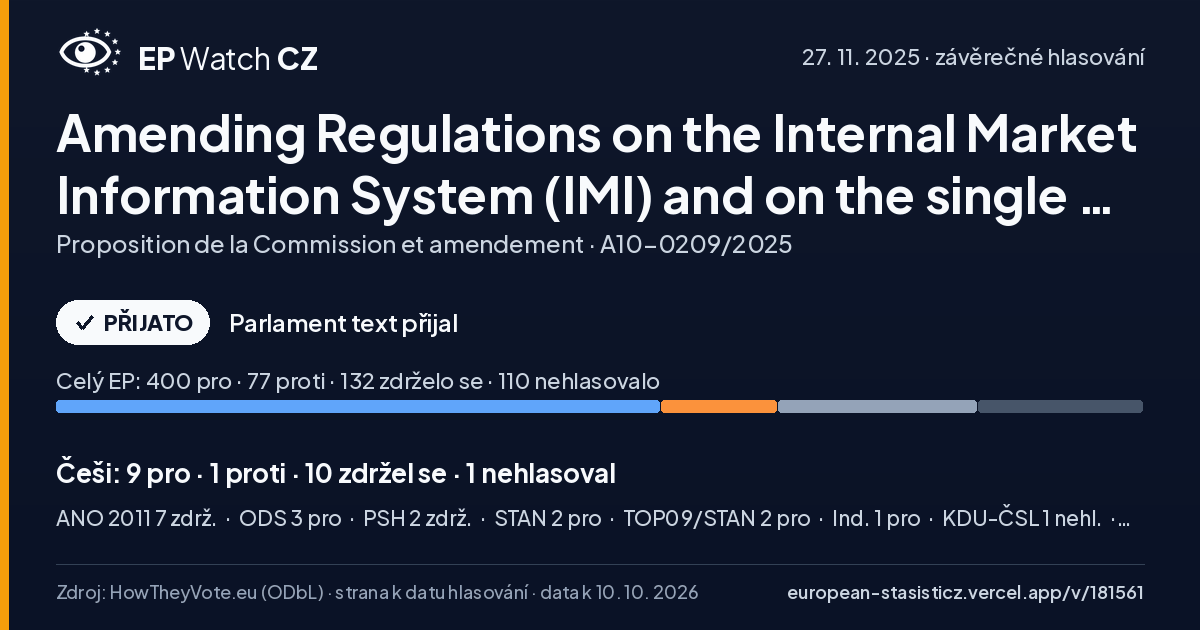 EP Watch CZ
27. 11. 2025 · závěrečné hlasování
Amending Regulations on the Internal Market
Information System (IMI) and on the single …
Proposition de la Commission et amendement · A10-0209/2025
✓ PŘIJATO Parlament text přijal
Celý EP: 400 pro · 77 proti · 132 zdrželo se · 110 nehlasovalo
Češi: 9 pro · 1 proti · 10 zdržel se · 1 nehlasoval
ANO 2011 7 zdrž. · ODS 3 pro · PSH 2 zdrž. · STAN 2 pro · TOP09/STAN 2 pro · Ind. 1 pro · KDU-ČSL 1 nehl. · …
Zdroj: HowTheyVote.eu (ODbL) · strana k datu hlasování · data k 10. 10. 2026
european-stasisticz.vercel.app/v/181561